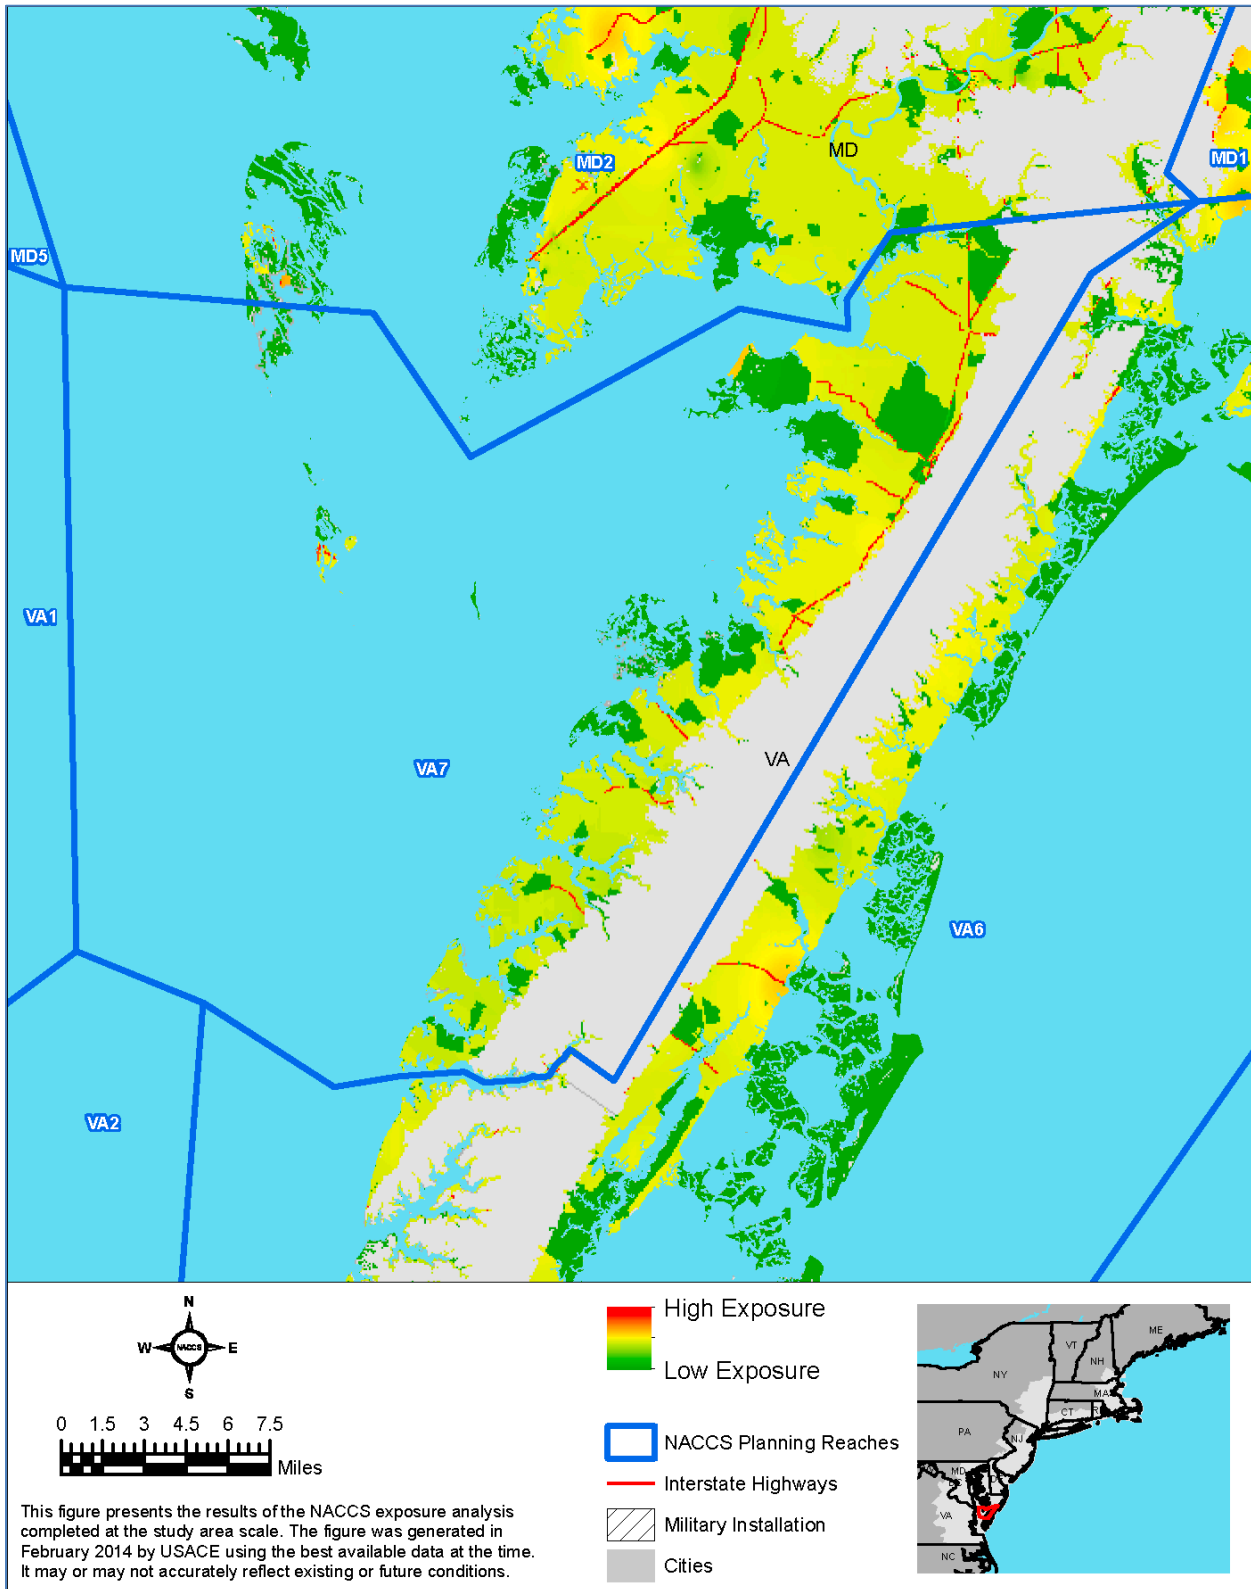 MD
MD2
MD1
MD5
VA1
VA7
VA
VA6
VA2
N
W
NACCS
E
S
0 1.5 3 4.5 6 7.5
Miles
This figure presents the results of the NACCS exposure analysis
completed at the study area scale. The figure was generated in
February 2014 by USACE using the best available data at the time.
It may or may not accurately reflect existing or future conditions.
High Exposure
Low Exposure
NACCS Planning Reaches
Interstate Highways
Military Installation
Cities
ME
VT
NH
NY
MA
CT
PA
NJ
MD
VA
NC